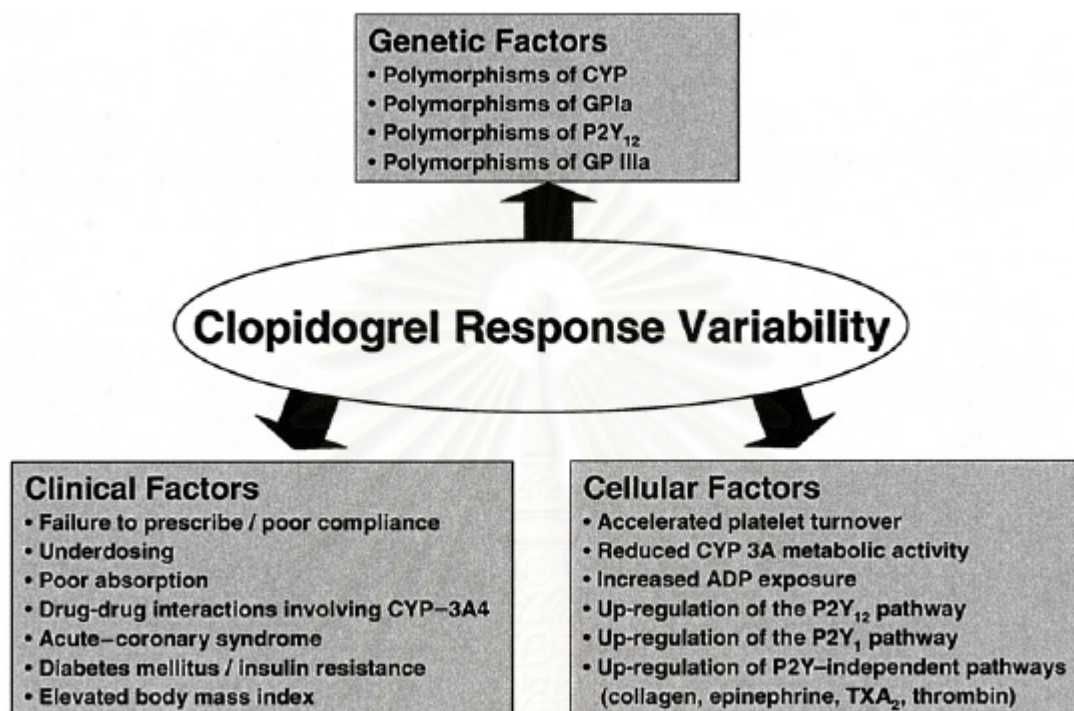 Genetic Factors
• Polymorphisms of CYP
• Polymorphisms of GPIa
• Polymorphisms of P2Y₁₂
• Polymorphisms of GP IIIa
Clopidogrel Response Variability
Clinical Factors
• Failure to prescribe / poor compliance
• Underdosing
• Poor absorption
• Drug-drug interactions involving CYP–3A4
• Acute–coronary syndrome
• Diabetes mellitus / insulin resistance
• Elevated body mass index
Cellular Factors
• Accelerated platelet turnover
• Reduced CYP 3A metabolic activity
• Increased ADP exposure
• Up-regulation of the P2Y₁₂ pathway
• Up-regulation of the P2Y₁ pathway
• Up-regulation of P2Y–independent pathways
(collagen, epinephrine, TXA₂, thrombin)